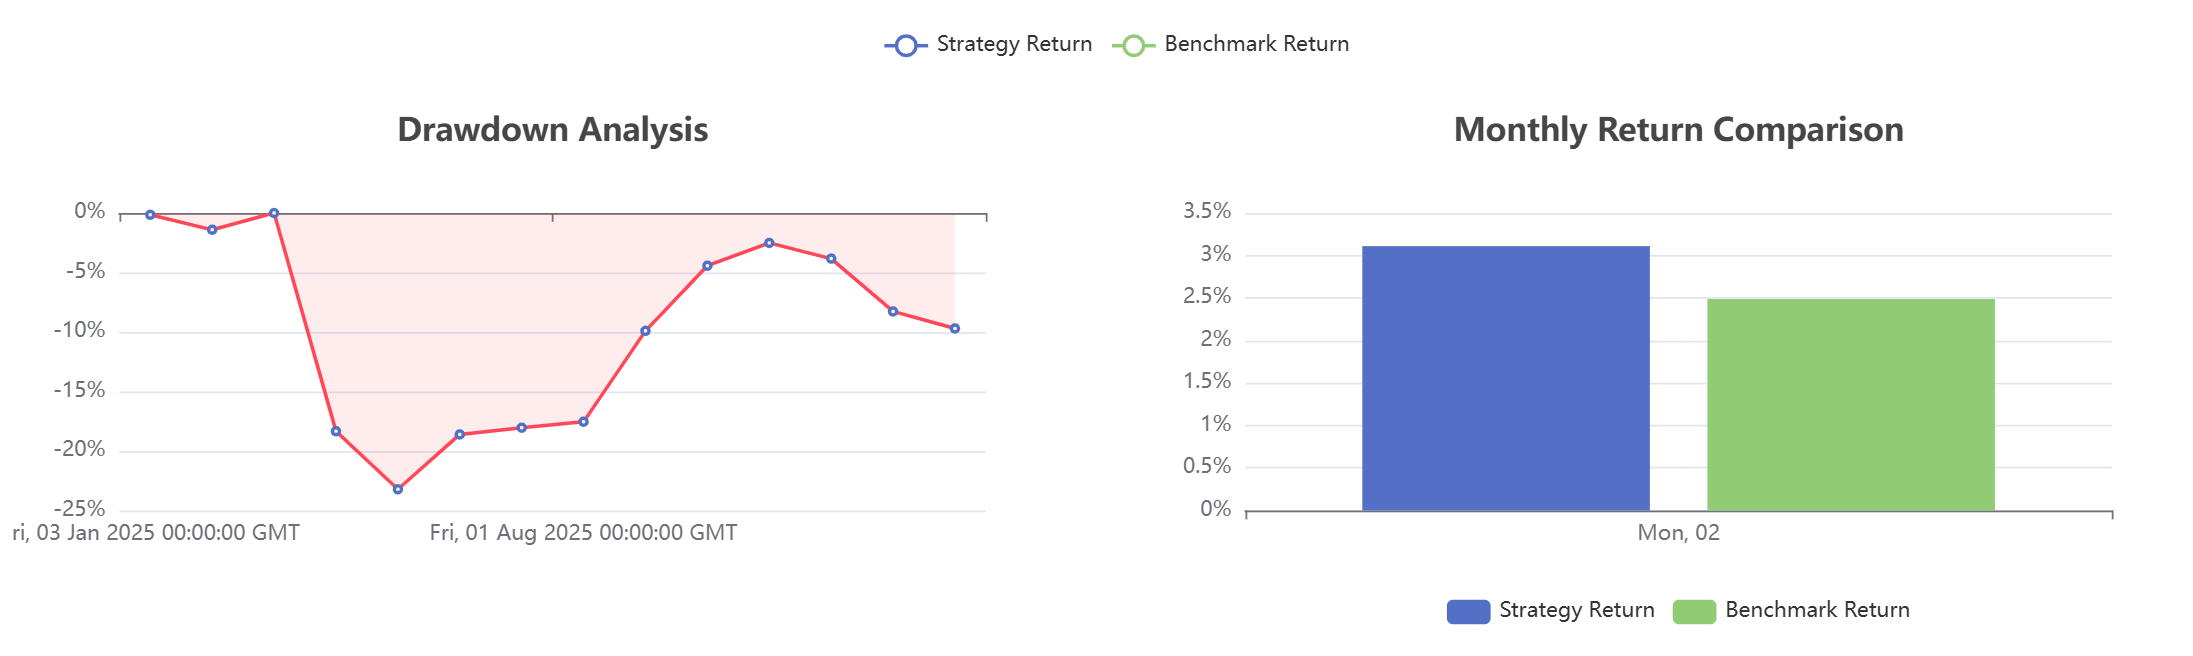 Strategy Return Benchmark Return
Drawdown Analysis
0%
-5%
-10%
-15%
-20%
-25%
ri, 03 Jan 2025 00:00:00 GMT Fri, 01 Aug 2025 00:00:00 GMT
Monthly Return Comparison
3.5%
3%
2.5%
2%
1.5%
1%
0.5%
0%
Mon, 02
Strategy Return Benchmark Return